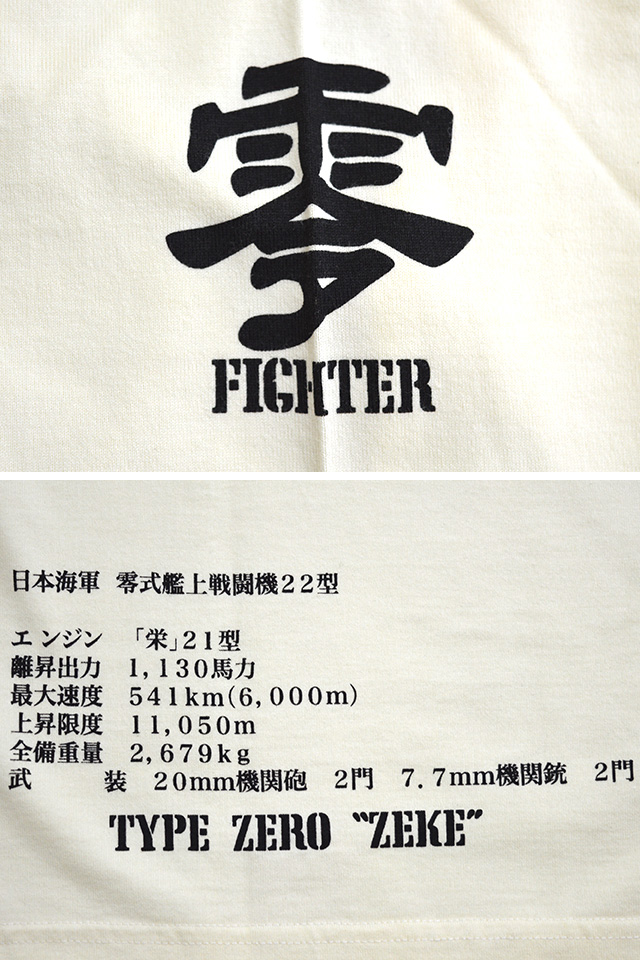 零
FIGHTER
日本海軍 零式艦上戦闘機22型
エンジン 「栄」21型
離昇出力 1,130馬力
最大速度 541km(6,000m)
上昇限度 11,050m
全備重量 2,679kg
武 装 20mm機関砲 2門 7.7mm機関銃 2門
TYPE ZERO "ZEKE"